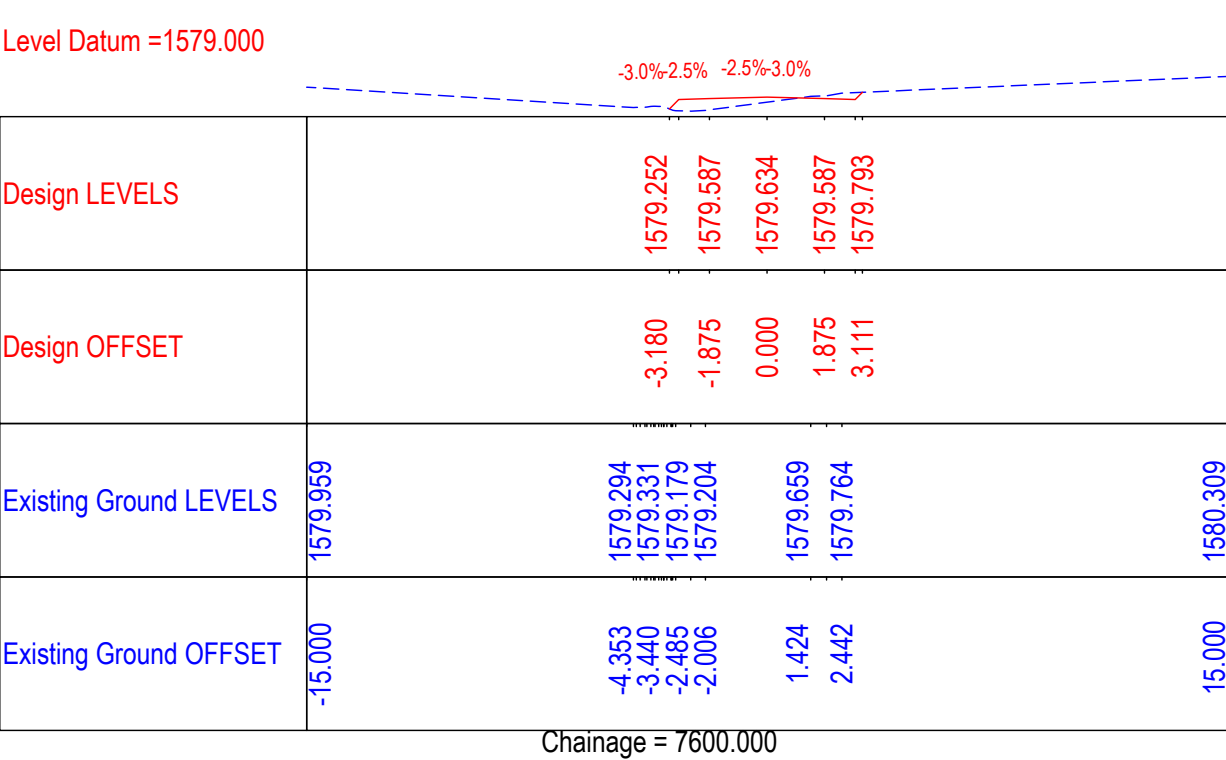 Level Datum =1579.000
-3.0%-2.5% -2.5%-3.0%
Design LEVELS 1579.252 1579.587 1579.634 1579.587 1579.793
Design OFFSET -3.180 -1.875 0.000 1.875 3.111
Existing Ground LEVELS 1579.959 1579.294 1579.331 1579.179 1579.204 1579.659 1579.764 1580.309
Existing Ground OFFSET -15.000 -4.353 -3.440 -2.485 -2.006 1.424 2.442 15.000
Chainage = 7600.000